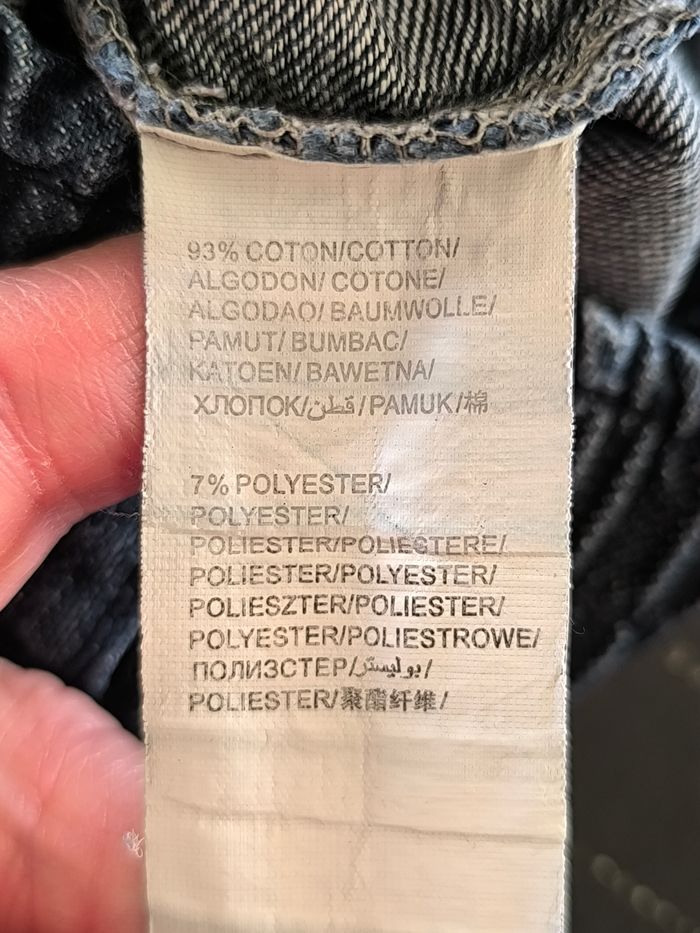 93% COTON/COTTON/
ALGODON/ COTONE/
ALGODAO/ BAUMWOLLE/
PAMUT/ BUMBAC/
KATOEN/ BAWETNA/
ХЛОПОК/قطن/PAMUK/棉
7% POLYESTER/
POLYESTER/
POLIESTER/POLIESTERE/
POLIESTER/POLYESTER/
POLIESZTER/POLIESTER/
POLYESTER/POLIESTROWE/
ПОЛИЗСТЕР/بوليستر/
POLIESTER/聚酯纤维/